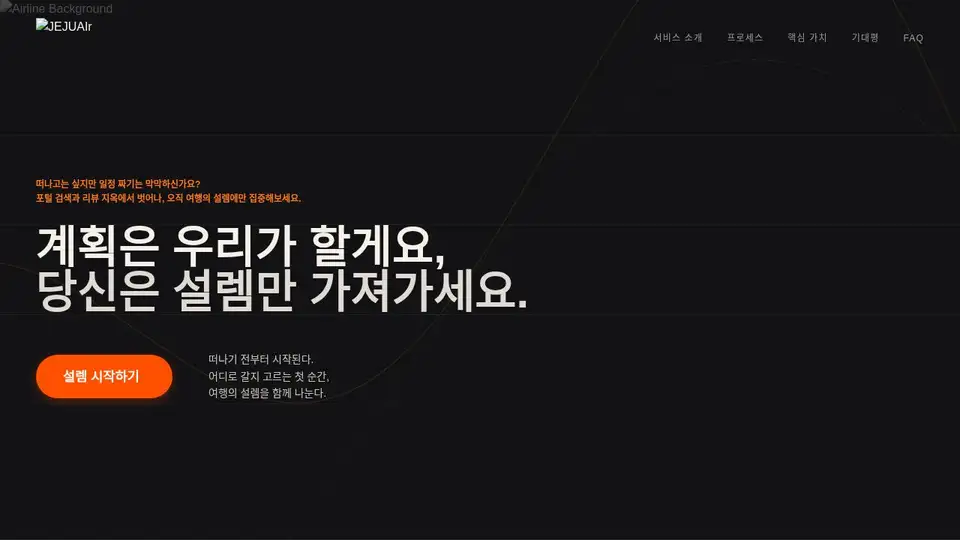 Airline Background
JEJUAIr
서비스 소개
프로세스
핵심 가치
기대평
FAQ
떠나고는 싶지만 일정 짜기는 막막하신가요?
포털 검색과 리뷰 지옥에서 벗어나, 오직 여행의 설렘에만 집중해보세요.
계획은 우리가 할게요,
당신은 설렘만 가져가세요.
설렘 시작하기
떠나기 전부터 시작된다.
어디로 갈지 고르는 첫 순간,
여행의 설렘을 함께 나눈다.